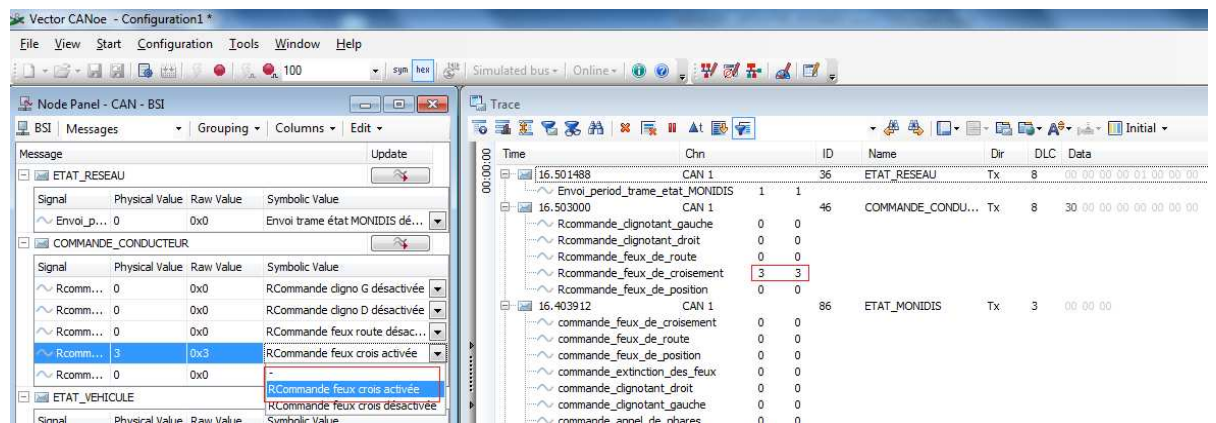 Vector CANoe - Configuration1 *
File View Start Configuration Tools Window Help
100 sym hex Simulated bus Online
Node Panel - CAN - BSI
BSI Messages Grouping Columns Edit
Message Update
ETAT_RESEAU
Signal Physical Value Raw Value Symbolic Value
Envoi_p... 0 0x0 Envoi trame état MONIDIS dé...
COMMANDE_CONDUCTEUR
Signal Physical Value Raw Value Symbolic Value
Rcomm... 0 0x0 RCommande cligno G désactivée
Rcomm... 0 0x0 RCommande cligno D désactivée
Rcomm... 0 0x0 RCommande feux route désac...
Rcomm... 3 0x3 RCommande feux crois activée
Rcomm... 0 0x0 -
RCommande feux crois activée
RCommande feux crois désactivée
ETAT_VEHICULE
Signal Physical Value Raw Value Symbolic Value
Trace
Initial
00:00:00
Time Chn ID Name Dir DLC Data
16.501488 CAN 1 36 ETAT_RESEAU Tx 8 00 00 00 00 01 00 00 00
Envoi_period_trame_etat_MONIDIS 1 1
16.503000 CAN 1 46 COMMANDE_CONDU... Tx 8 30 00 00 00 00 00 00 00
Rcommande_clignotant_gauche 0 0
Rcommande_clignotant_droit 0 0
Rcommande_feux_de_route 0 0
Rcommande_feux_de_croisement 3 3
Rcommande_feux_de_position 0 0
16.403912 CAN 1 86 ETAT_MONIDIS Tx 3 00 00 00
commande_feux_de_croisement 0 0
commande_feux_de_route 0 0
commande_feux_de_position 0 0
commande_extinction_des_feux 0 0
commande_clignotant_droit 0 0
commande_clignotant_gauche 0 0
commande_appel_de_phares 0 0